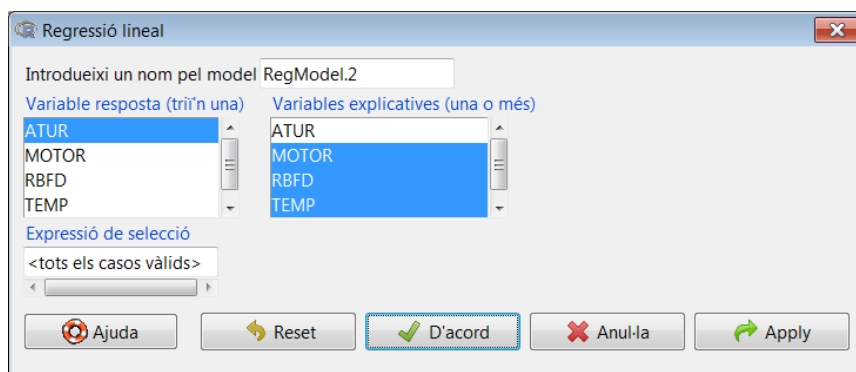 Regressió lineal
Introdueixi un nom pel model RegModel.2
Variable resposta (triï'n una) Variables explicatives (una o més)
ATUR ATUR
MOTOR MOTOR
RBFD RBFD
TEMP TEMP
Expressió de selecció
<tots els casos vàlids>
Ajuda Reset D'acord Anul·la Apply